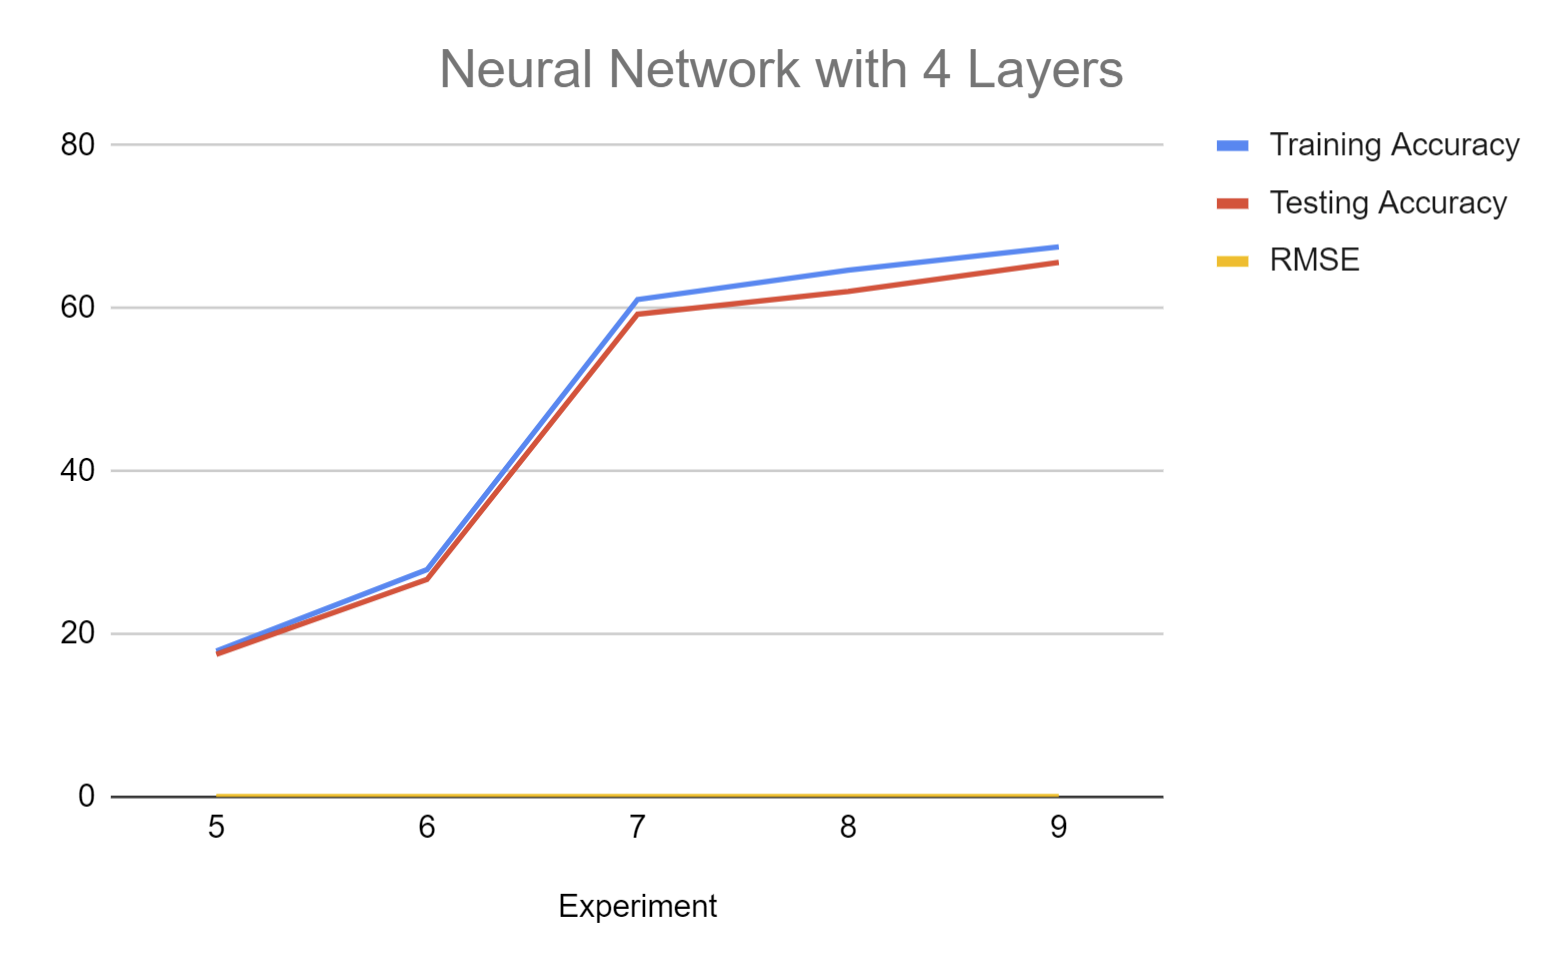 Neural Network with 4 Layers
80
60
40
20
0
5 6 7 8 9
Experiment
Training Accuracy
Testing Accuracy
RMSE